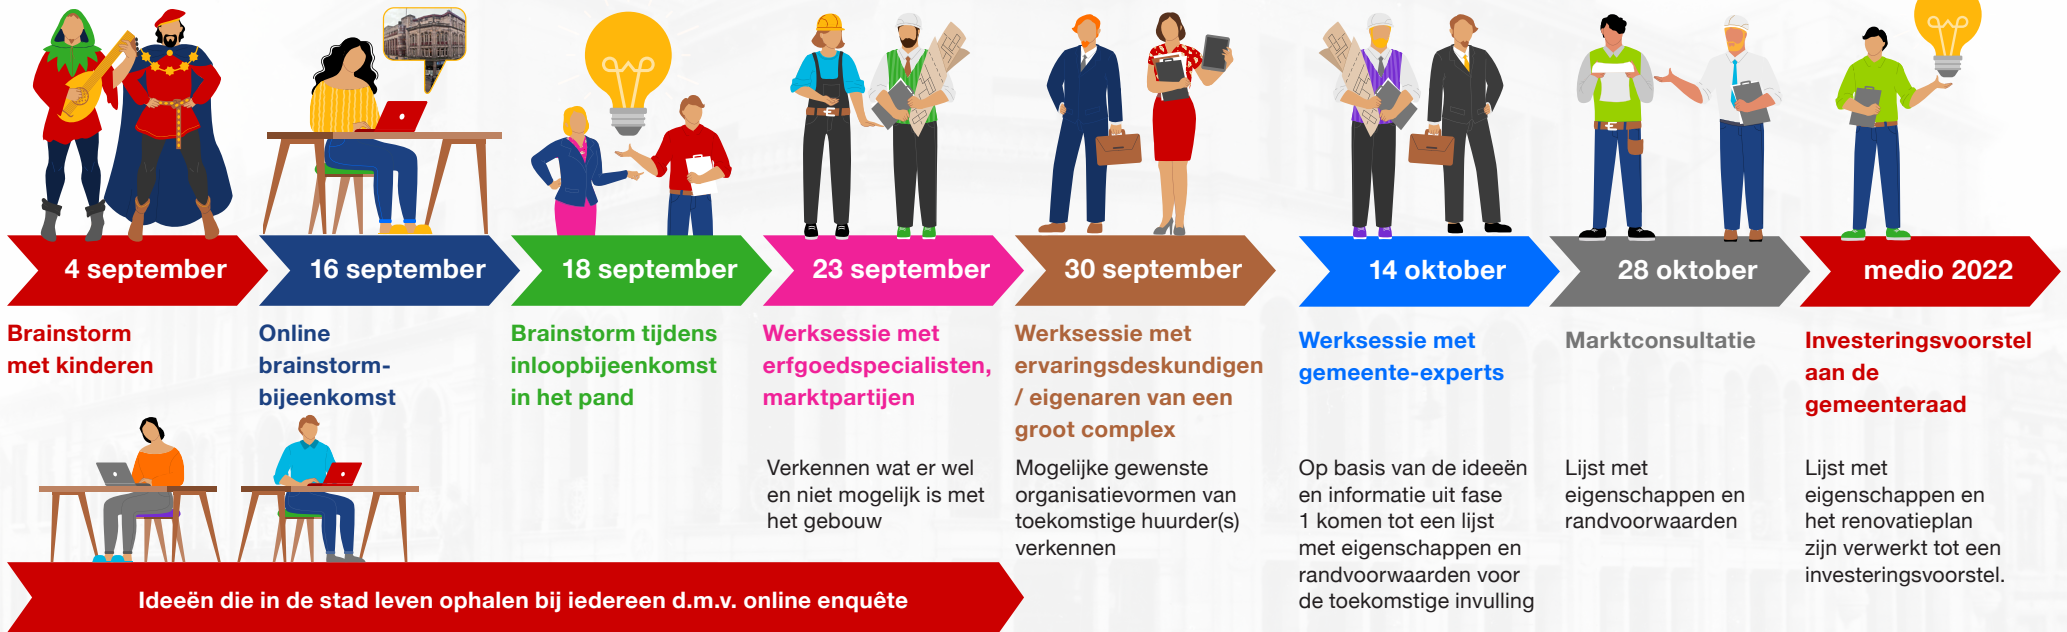 4 september
Brainstorm
met kinderen
16 september
Online
brainstorm-
bijeenkomst
18 september
Brainstorm tijdens
inloopbijeenkomst
in het pand
23 september
Werksessie met
erfgoedspecialisten,
marktpartijen
Verkennen wat er wel
en niet mogelijk is met
het gebouw
30 september
Werksessie met
ervaringsdeskundigen
/ eigenaren van een
groot complex
Mogelijke gewenste
organisatievormen van
toekomstige huurder(s)
verkennen
14 oktober
Werksessie met
gemeente-experts
Op basis van de ideeën
en informatie uit fase
1 komen tot een lijst
met eigenschappen en
randvoorwaarden voor
de toekomstige invulling
28 oktober
Marktconsultatie
Lijst met
eigenschappen en
randvoorwaarden
medio 2022
Investeringsvoorstel
aan de
gemeenteraad
Lijst met
eigenschappen en
het renovatieplan
zijn verwerkt tot een
investeringsvoorstel.
Ideeën die in de stad leven ophalen bij iedereen d.m.v. online enquête